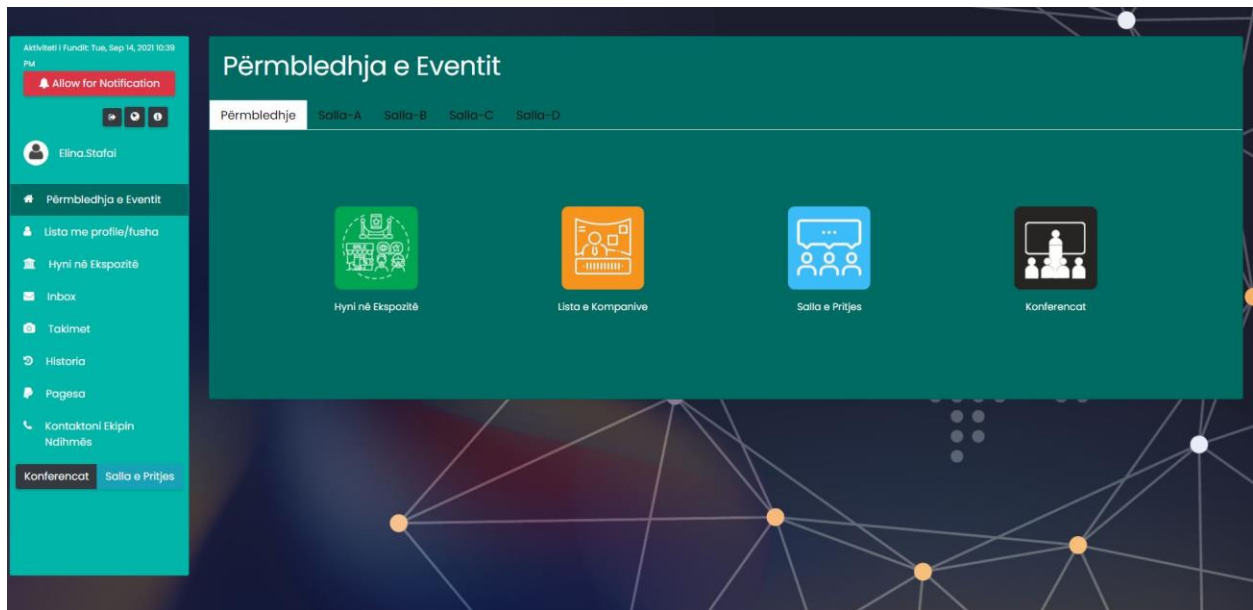 Aktiviteti i Fundit: Tue, Sep 14, 2021 10:39
PM
Allow for Notification
Elina.Stafai
Përmbledhja e Eventit
Lista me profile/fusha
Hyni në Ekspozitë
Inbox
Takimet
Historia
Pagesa
Kontaktoni Ekipin
Ndihmës
Konferencat Salla e Pritjes
Përmbledhja e Eventit
Përmbledhje Salla-A Salla-B Salla-C Salla-D
Hyni në Ekspozitë Lista e Kompanive Salla e Pritjes Konferencat